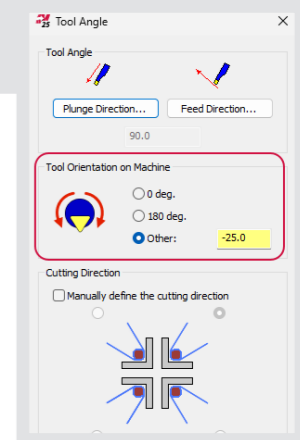 25 Tool Angle
Tool Angle
Plunge Direction... Feed Direction...
90.0
Tool Orientation on Machine
0 deg.
180 deg.
Other: -25.0
Cutting Direction
Manually define the cutting direction